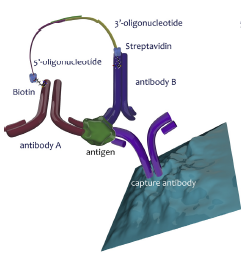 3'-oligonucleotide
Streptavidin
5'-oligonucleotide
antibody B
Biotin
antibody A
antigen
capture antibody